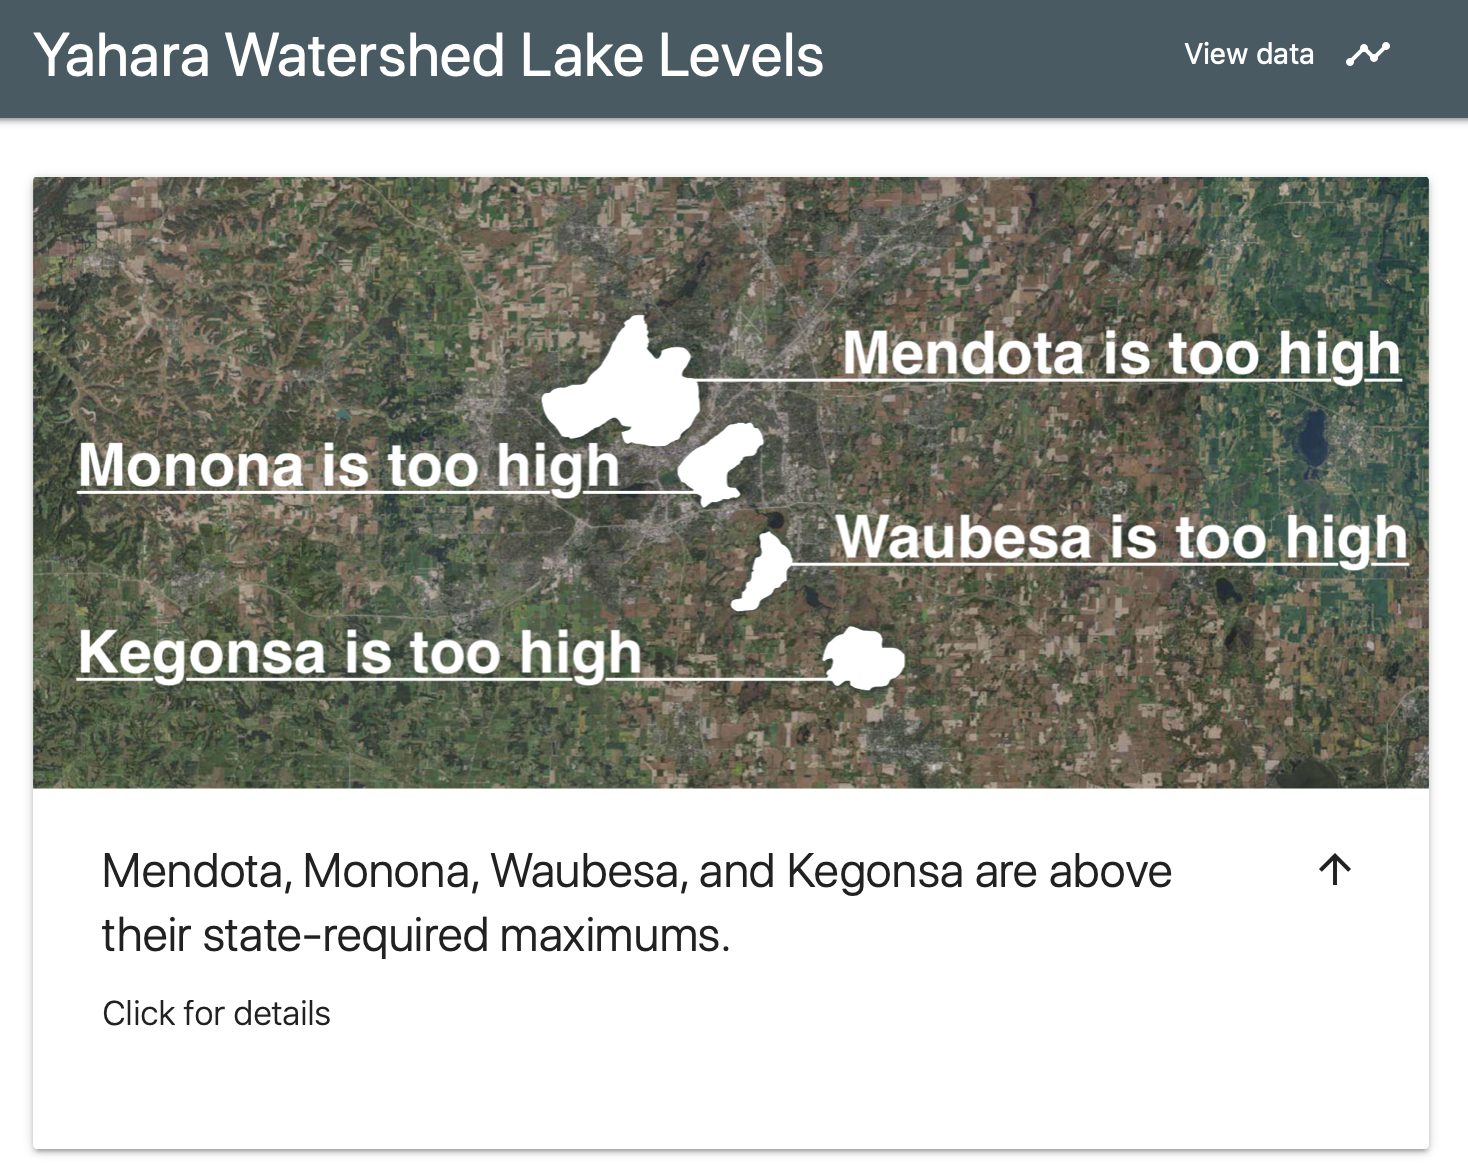 Yahara Watershed Lake Levels
View data
Mendota is too high
Monona is too high
Waubesa is too high
Kegonsa is too high
Mendota, Monona, Waubesa, and Kegonsa are above
their state-required maximums.
Click for details